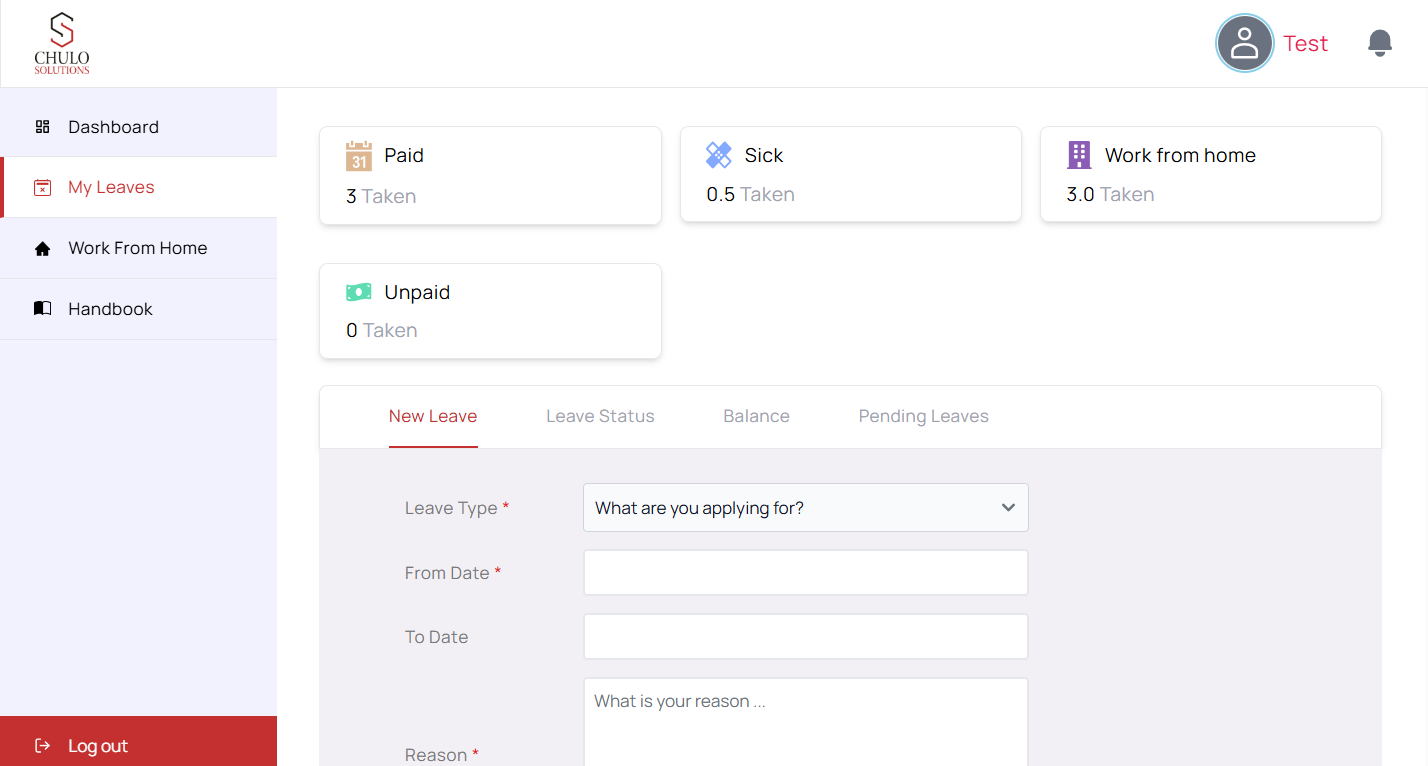 CHULO
SOLUTIONS
Test
Dashboard
My Leaves
Work From Home
Handbook
Log out
31
Paid
3 Taken
Sick
0.5 Taken
Work from home
3.0 Taken
Unpaid
0 Taken
New Leave
Leave Status
Balance
Pending Leaves
Leave Type *
What are you applying for?
From Date *
To Date
What is your reason ...
Reason *